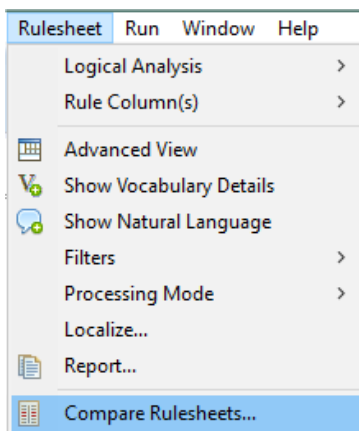 Rulesheet Run Window Help
Logical Analysis >
Rule Column(s) >
Advanced View
Show Vocabulary Details
Show Natural Language
Filters >
Processing Mode >
Localize...
Report...
Compare Rulesheets...